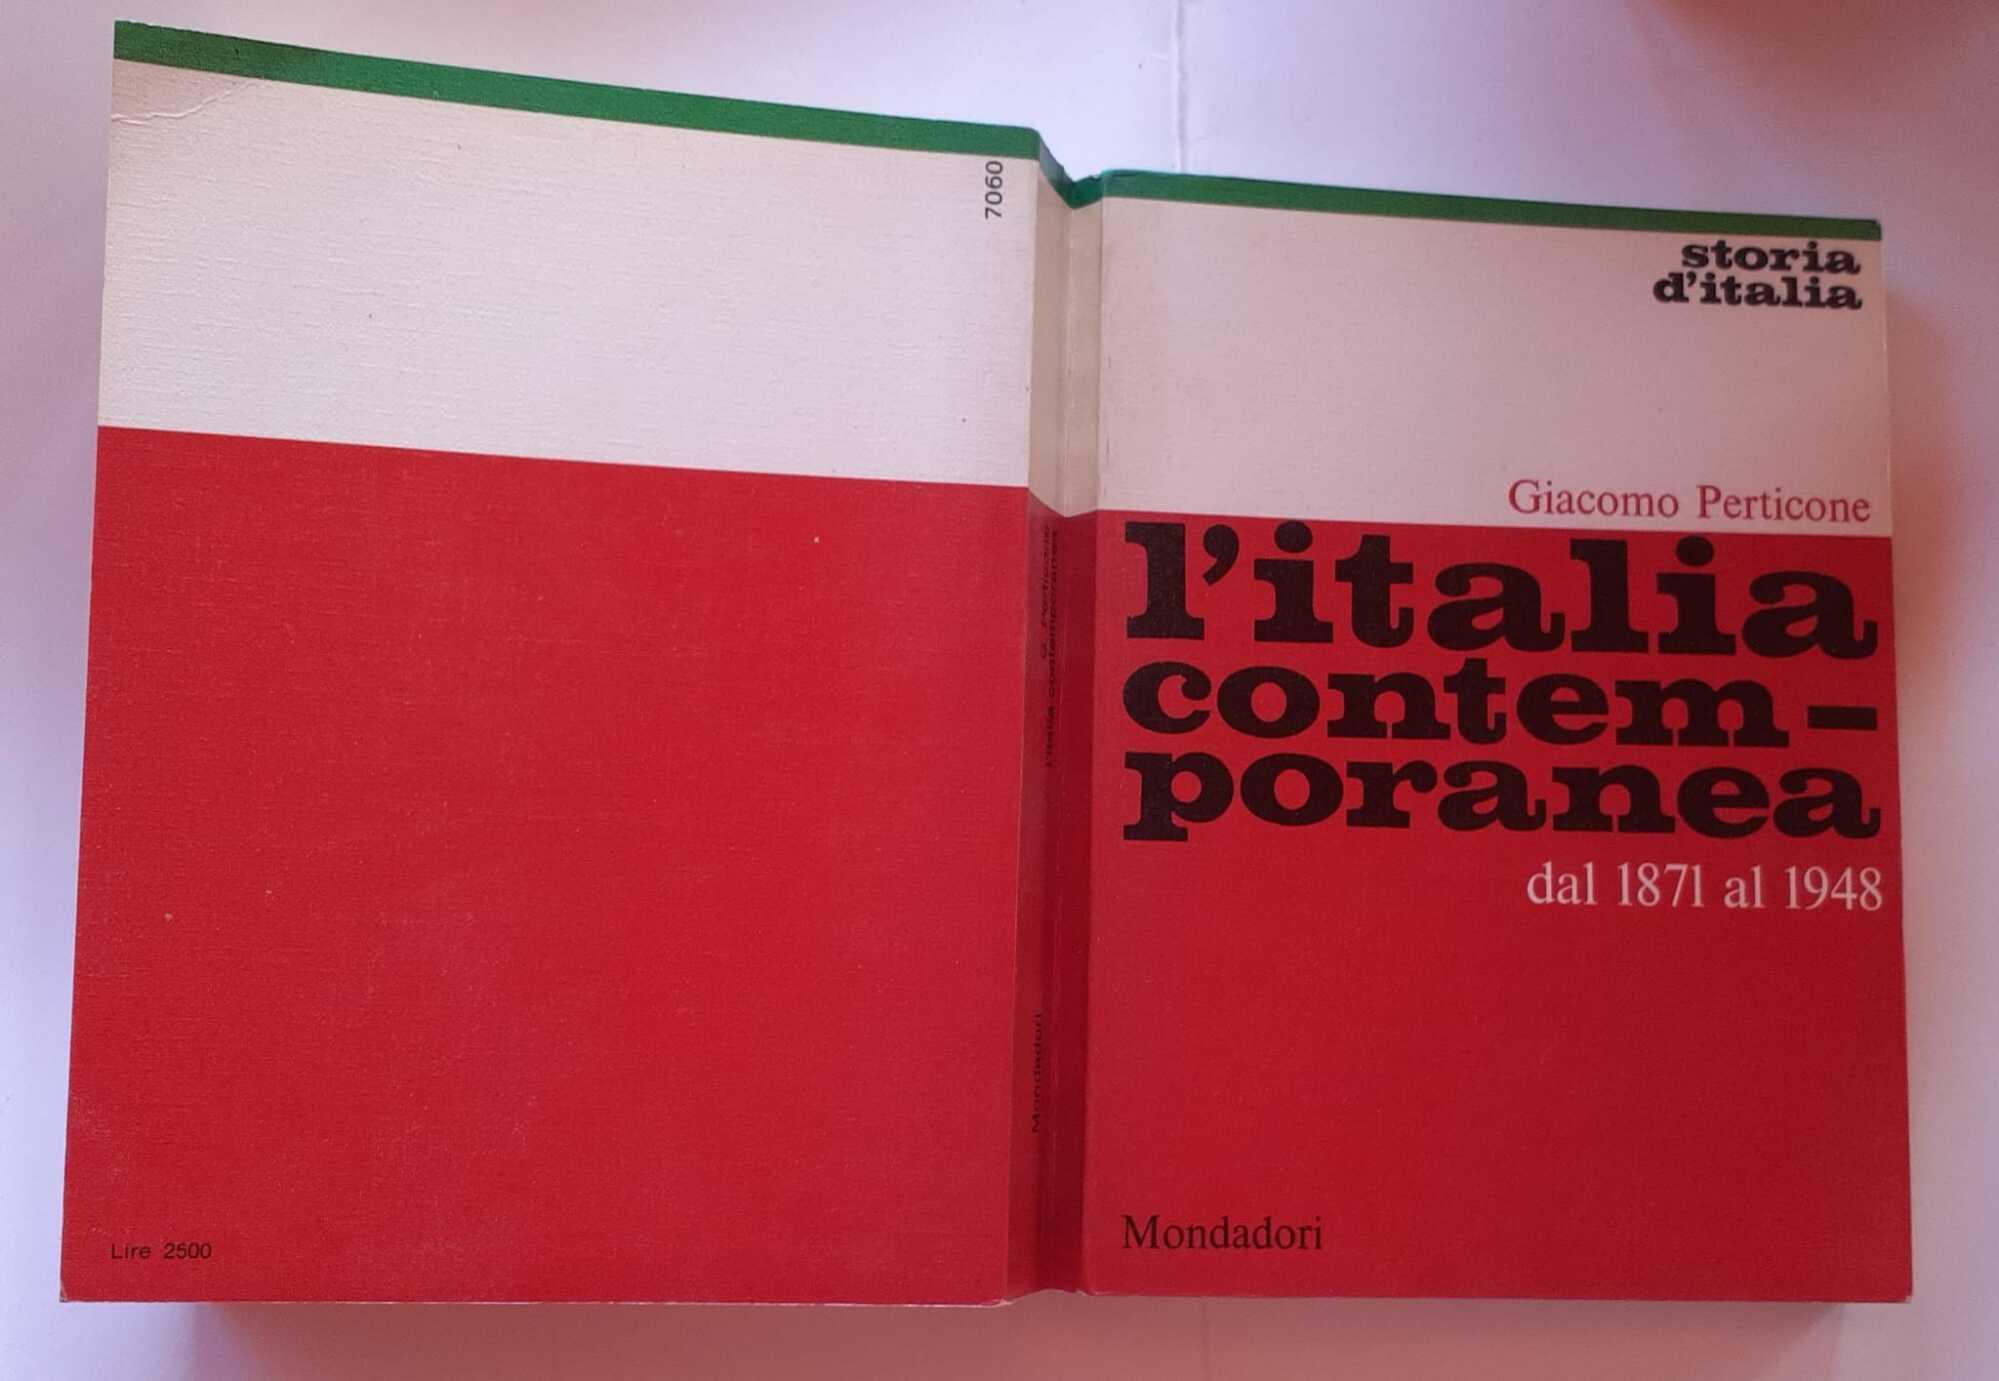 7060
Lire 2500
G. Perticone
l'italia contemporanea
Mondadori
storia
d'italia
Giacomo Perticone
l'italia
contem-
poranea
dal 1871 al 1948
Mondadori